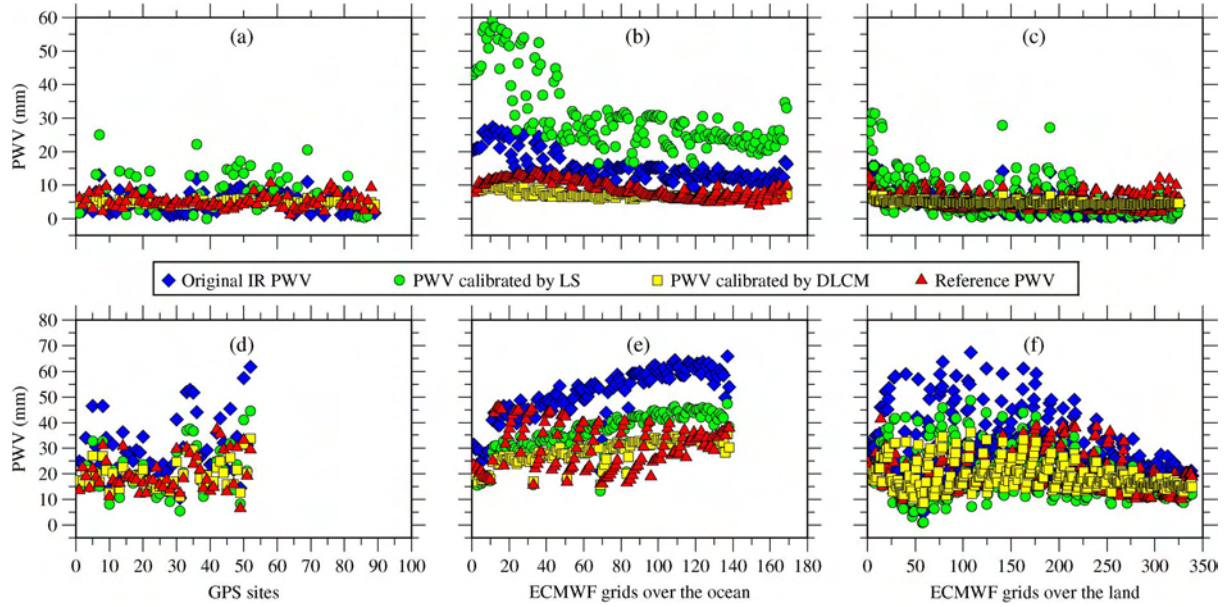 (a) (b) (c)
PWV (mm)
60
50
40
30
20
10
0
Original IR PWV PWV calibrated by LS PWV calibrated by DLCM Reference PWV
(d) (e) (f)
PWV (mm)
80
70
60
50
40
30
20
10
0
0 10 20 30 40 50 60 70 80 90 100 0 20 40 60 80 100 120 140 160 180 0 50 100 150 200 250 300 350
GPS sites ECMWF grids over the ocean ECMWF grids over the land